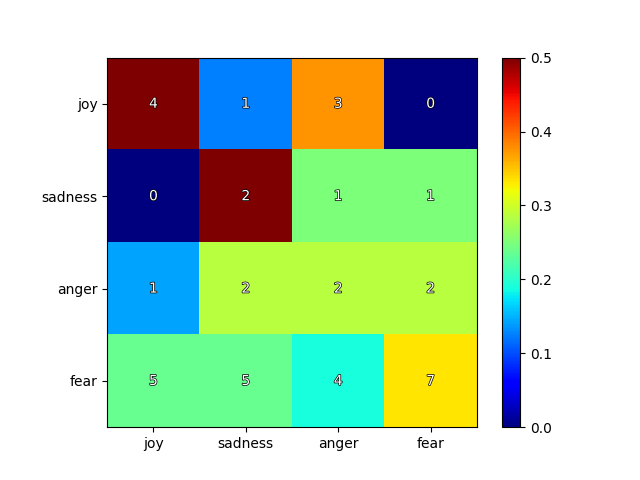 0.5
joy 4 1 3 0
0.4
sadness 0 2 1 1
0.3
0.2
anger 1 2 2 2
0.1
fear 5 5 4 7
0.0
joy sadness anger fear